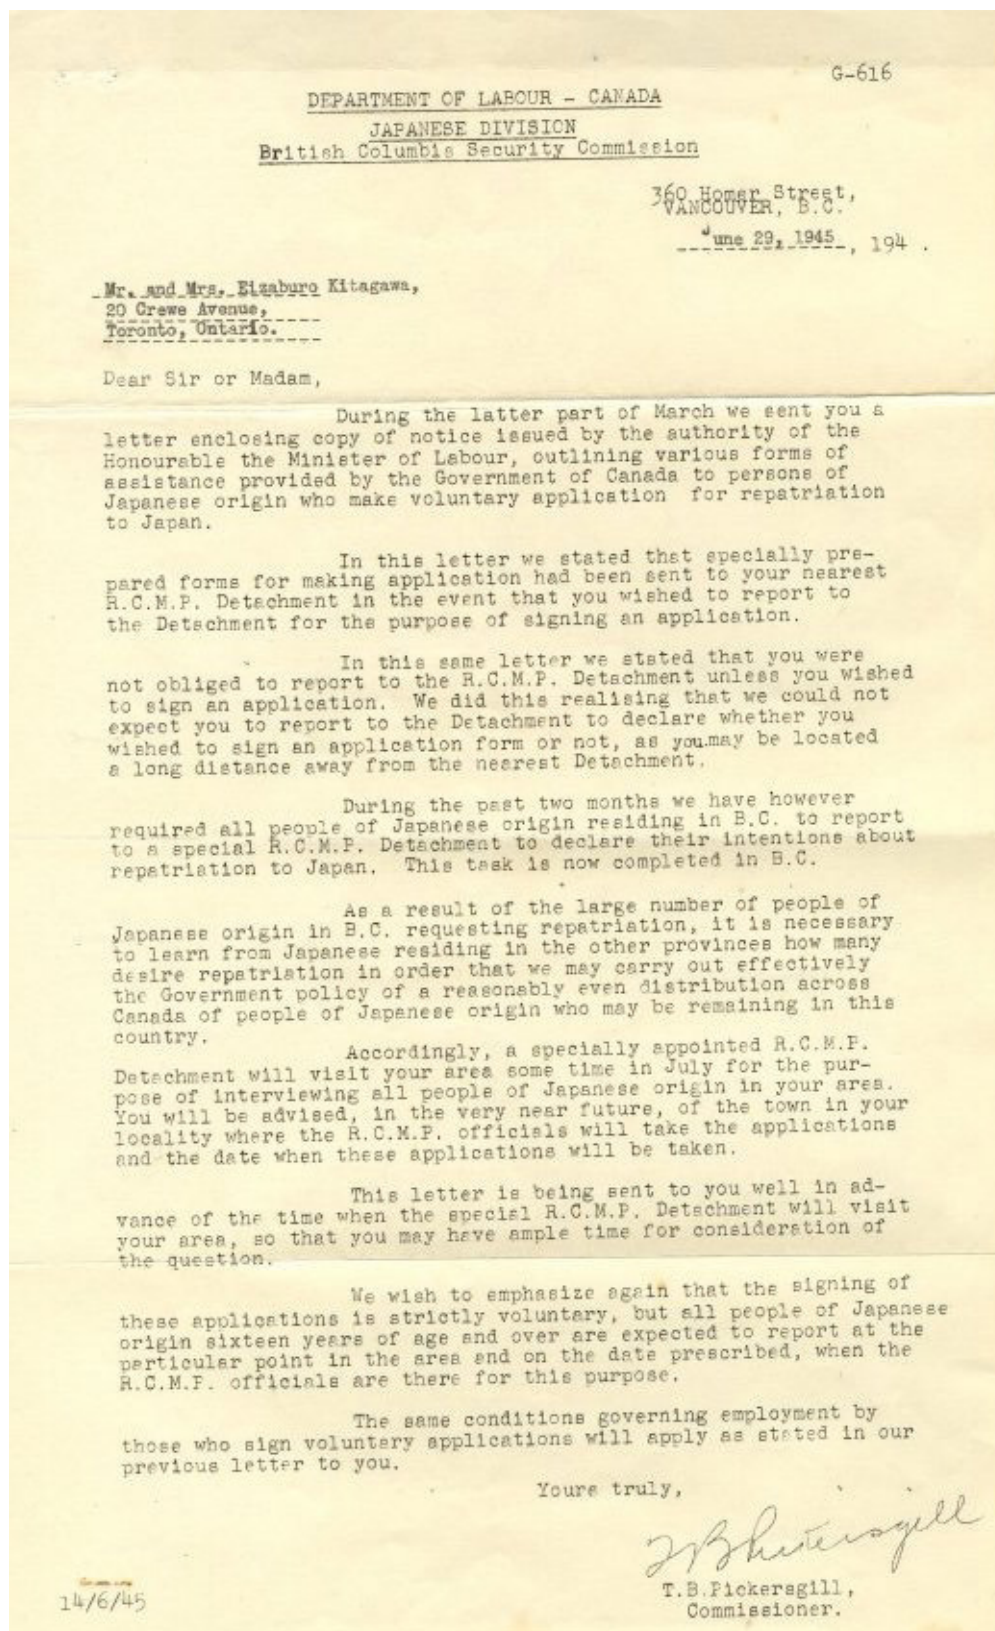 G-616
DEPARTMENT OF LABOUR - CANADA
JAPANESE DIVISION
British Columbia Security Commission
360 Homer Street,
VANCOUVER, B.C.
June 29, 1945, 194 .
Mr. and Mrs. Eizaburo Kitagawa,
20 Crewe Avenue,
Toronto, Ontario.
Dear Sir or Madam,
During the latter part of March we sent you a
letter enclosing copy of notice issued by the authority of the
Honourable the Minister of Labour, outlining various forms of
assistance provided by the Government of Canada to persons of
Japanese origin who make voluntary application for repatriation
to Japan.
In this letter we stated that specially pre-
pared forms for making application had been sent to your nearest
R.C.M.P. Detachment in the event that you wished to report to
the Detachment for the purpose of signing an application.
In this same letter we stated that you were
not obliged to report to the R.C.M.P. Detachment unless you wished
to sign an application. We did this realising that we could not
expect you to report to the Detachment to declare whether you
wished to sign an application form or not, as you.may be located
a long distance away from the nearest Detachment.
During the past two months we have however
required all people of Japanese origin residing in B.C. to report
to a special R.C.M.P. Detachment to declare their intentions about
repatriation to Japan. This task is now completed in B.C.
As a result of the large number of people of
Japanese origin in B.C. requesting repatriation, it is necessary
to learn from Japanese residing in the other provinces how many
desire repatriation in order that we may carry out effectively
the Government policy of a reasonably even distribution across
Canada of people of Japanese origin who may be remaining in this
country.
Accordingly, a specially appointed R.C.M.P.
Detachment will visit your area some time in July for the pur-
pose of interviewing all people of Japanese origin in your area.
You will be advised, in the very near future, of the town in your
locality where the R.C.M.P. officials will take the applications
and the date when these applications will be taken.
This letter is being sent to you well in ad-
vance of the time when the special R.C.M.P. Detachment will visit
your area, so that you may have ample time for consideration of
the question.
We wish to emphasize again that the signing of
these applications is strictly voluntary, but all people of Japanese
origin sixteen years of age and over are expected to report at the
particular point in the area and on the date prescribed, when the
R.C.M.P. officials are there for this purpose.
The same conditions governing employment by
those who sign voluntary applications will apply as stated in our
previous letter to you.
Yours truly,
TBPickersgill
T.B.Pickersgill,
Commissioner.
14/6/45